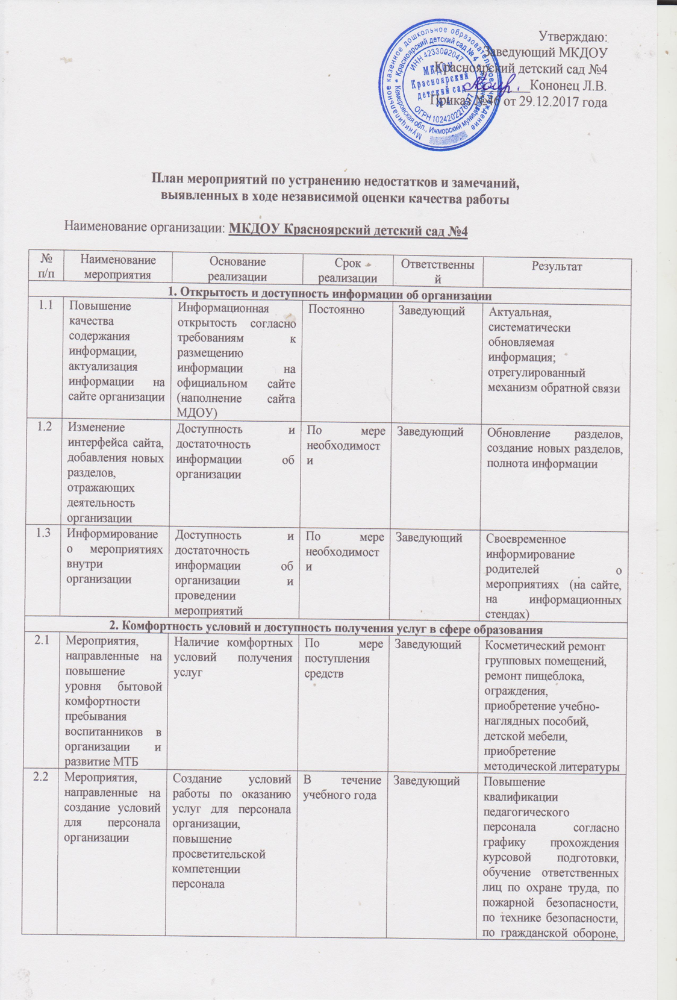 Утверждаю:
Заведующий МКДОУ
Красноярский детский сад №4
Кононец Л.В.
Приказ №46 от 29.12.2017 года
Муниципальное казенное дошкольное образовательное учреждение
Красноярский детский сад № 4
Кемеровская обл., Ижморский
ИНН 4233002047
МКДОУ
Красноярский
детский сад
№ 4
План мероприятий по устранению недостатков и замечаний,
выявленных в ходе независимой оценки качества работы
Наименование организации: МКДОУ Красноярский детский сад №4
№ п/п
Наименование
мероприятия
Основание
реализации
Срок
реализации
Ответственны
й
Результат
1. Открытость и доступность информации об организации
1.1
Повышение
качества
содержания
информации,
актуализация
информации на
сайте организации
Информационная
открытость согласно
требованиям к
размещению
информации на
официальном сайте
(наполнение сайта
МДОУ)
Постоянно
Заведующий
Актуальная,
систематически
обновляемая
информация;
отрегулированный
механизм обратной связи
1.2
Изменение
интерфейса сайта,
добавления новых
разделов,
отражающих
деятельность
организации
Доступность и
достаточность
информации об
организации
По мере
необходимост
и
Заведующий
Обновление разделов,
создание новых разделов,
полнота информации
1.3
Информирование
о мероприятиях
внутри
организации
Доступность и
достаточность
информации об
организации и
проведении
мероприятий
По мере
необходимост
и
Заведующий
Своевременное
информирование
родителей о
мероприятиях (на сайте,
на информационных
стендах)
2. Комфортность условий и доступность получения услуг в сфере образования
2.1
Мероприятия,
направленные на
повышение
уровня бытовой
комфортности
пребывания
воспитанников в
организации и
развитие МТБ
Наличие комфортных
условий получения
услуг
По мере
поступления
средств
Заведующий
Косметический ремонт
групповых помещений,
ремонт пищеблока,
ограждения,
приобретение учебно-
наглядных пособий,
детской мебели,
приобретение
методической литературы
2.2
Мероприятия,
направленные на
создание условий
для персонала
организации
Создание условий
работы по оказанию
услуг для персонала
организации,
повышение
просветительской
компетенции
персонала
В течение
учебного года
Заведующий
Повышение
квалификации
педагогического
персонала согласно
графику прохождения
курсовой подготовки,
обучение ответственных
лиц по охране труда, по
пожарной безопасности,
по технике безопасности,
по гражданской обороне,